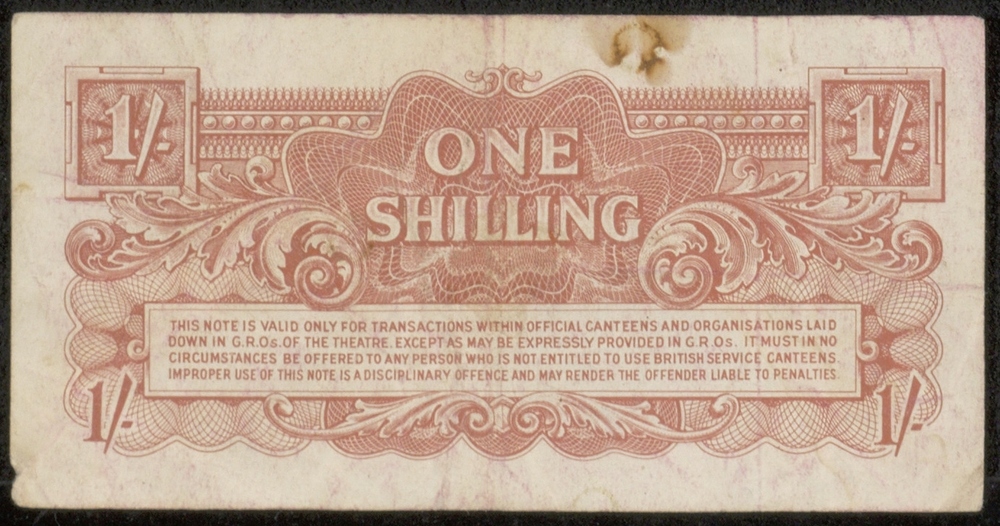 1/-
1/-
ONE
SHILLING
THIS NOTE IS VALID ONLY FOR TRANSACTIONS WITHIN OFFICIAL CANTEENS AND ORGANISATIONS LAID
DOWN IN G.R.Os. OF THE THEATRE. EXCEPT AS MAY BE EXPRESSLY PROVIDED IN G.R.Os. IT MUST IN NO
CIRCUMSTANCES BE OFFERED TO ANY PERSON WHO IS NOT ENTITLED TO USE BRITISH SERVICE CANTEENS.
IMPROPER USE OF THIS NOTE IS A DISCIPLINARY OFFENCE AND MAY RENDER THE OFFENDER LIABLE TO PENALTIES.
1/-
1/-